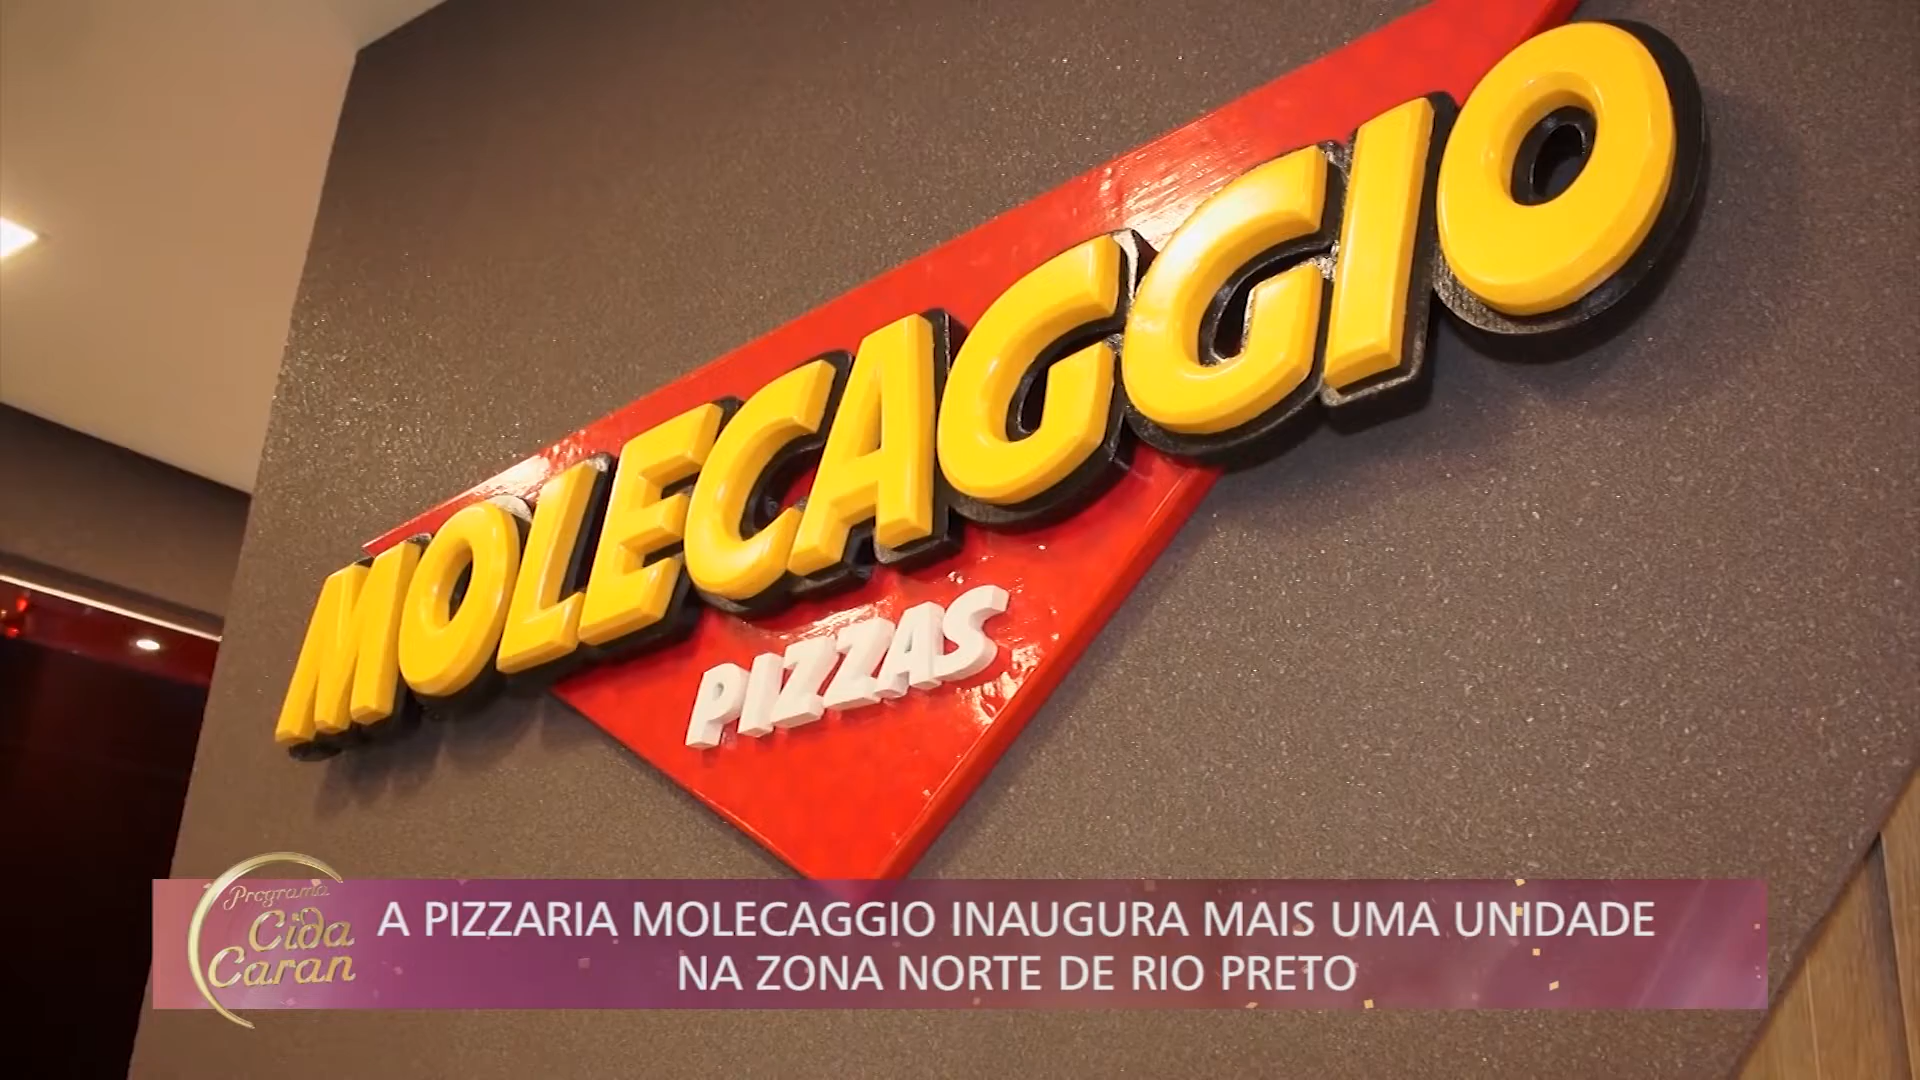 MOLECAGGIO
PIZZAS
Programa
Cida
Caran
A PIZZARIA MOLECAGGIO INAUGURA MAIS UMA UNIDADE
NA ZONA NORTE DE RIO PRETO